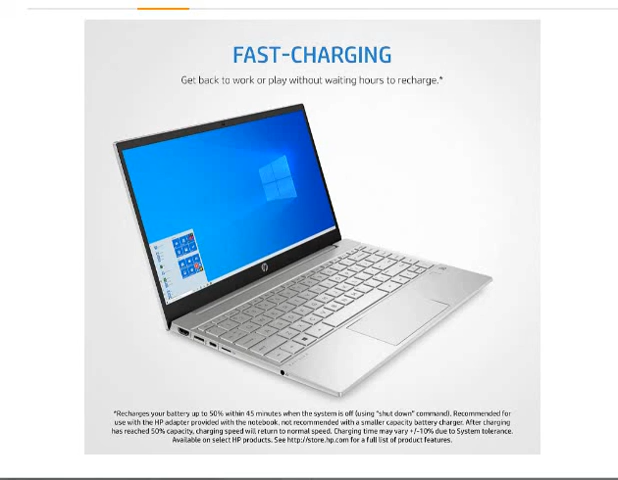 FAST-CHARGING
Get back to work or play without waiting hours to recharge.*
hp
*Recharges your battery up to 50% within 45 minutes when the system is off (using "shut down" command). Recommended for
use with the HP adapter provided with the notebook, not recommended with a smaller capacity battery charger. After charging
has reached 50% capacity, charging speed will return to normal speed. Charging time may vary +/-10% due to System tolerance.
Available on select HP products. See http://store.hp.com for a full list of product features.